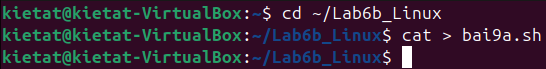 kietat@kietat-VirtualBox:~$ cd ~/Lab6b_Linux
kietat@kietat-VirtualBox:~/Lab6b_Linux$ cat > bai9a.sh
kietat@kietat-VirtualBox:~/Lab6b_Linux$